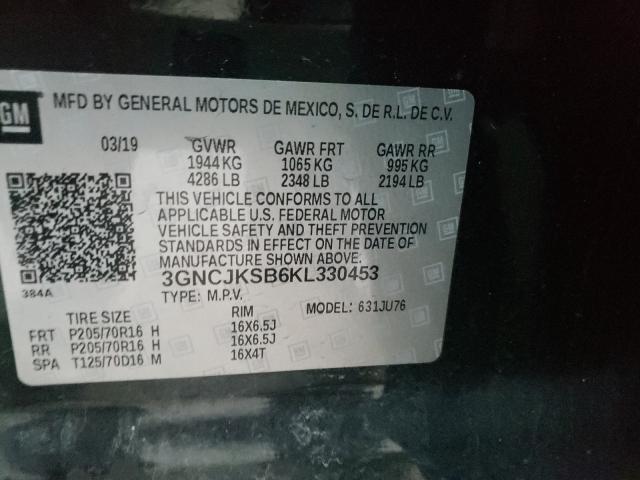 GM
MFD BY GENERAL MOTORS DE MEXICO, S. DE R.L. DE C.V.
03/19 GVWR GAWR FRT GAWR RR
1944 KG 1065 KG 995 KG
4286 LB 2348 LB 2194 LB
THIS VEHICLE CONFORMS TO ALL
APPLICABLE U.S. FEDERAL MOTOR
VEHICLE SAFETY AND THEFT PREVENTION
STANDARDS IN EFFECT ON THE DATE OF
MANUFACTURE SHOWN ABOVE.
3GNCJKSB6KL330453
384A
TYPE: M.P.V. MODEL: 631JU76
TIRE SIZE RIM
FRT P205/70R16 H 16X6.5J
RR P205/70R16 H 16X6.5J
SPA T125/70D16 M 16X4T